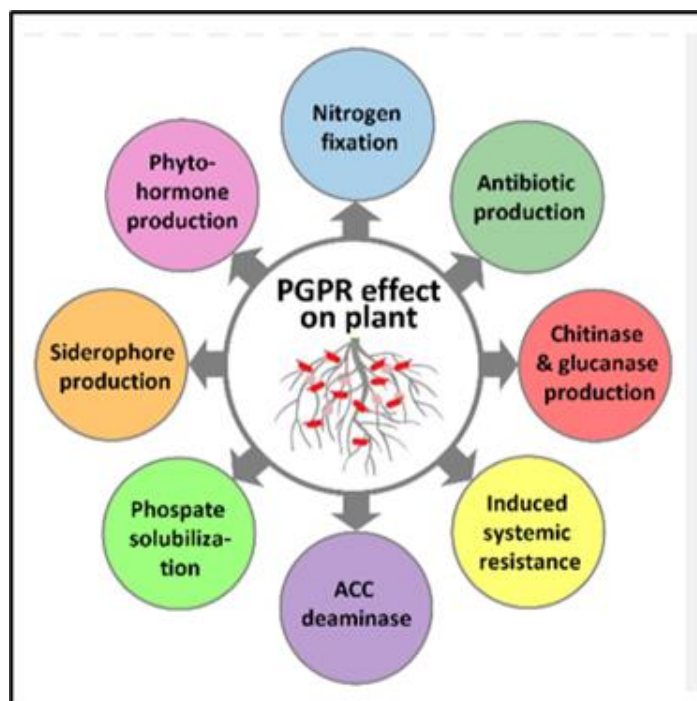 PGPR effect
on plant
Nitrogen
fixation
Antibiotic
production
Chitinase
& glucanase
production
Induced
systemic
resistance
ACC
deaminase
Phospate
solubiliza-
tion
Siderophore
production
Phyto-
hormone
production